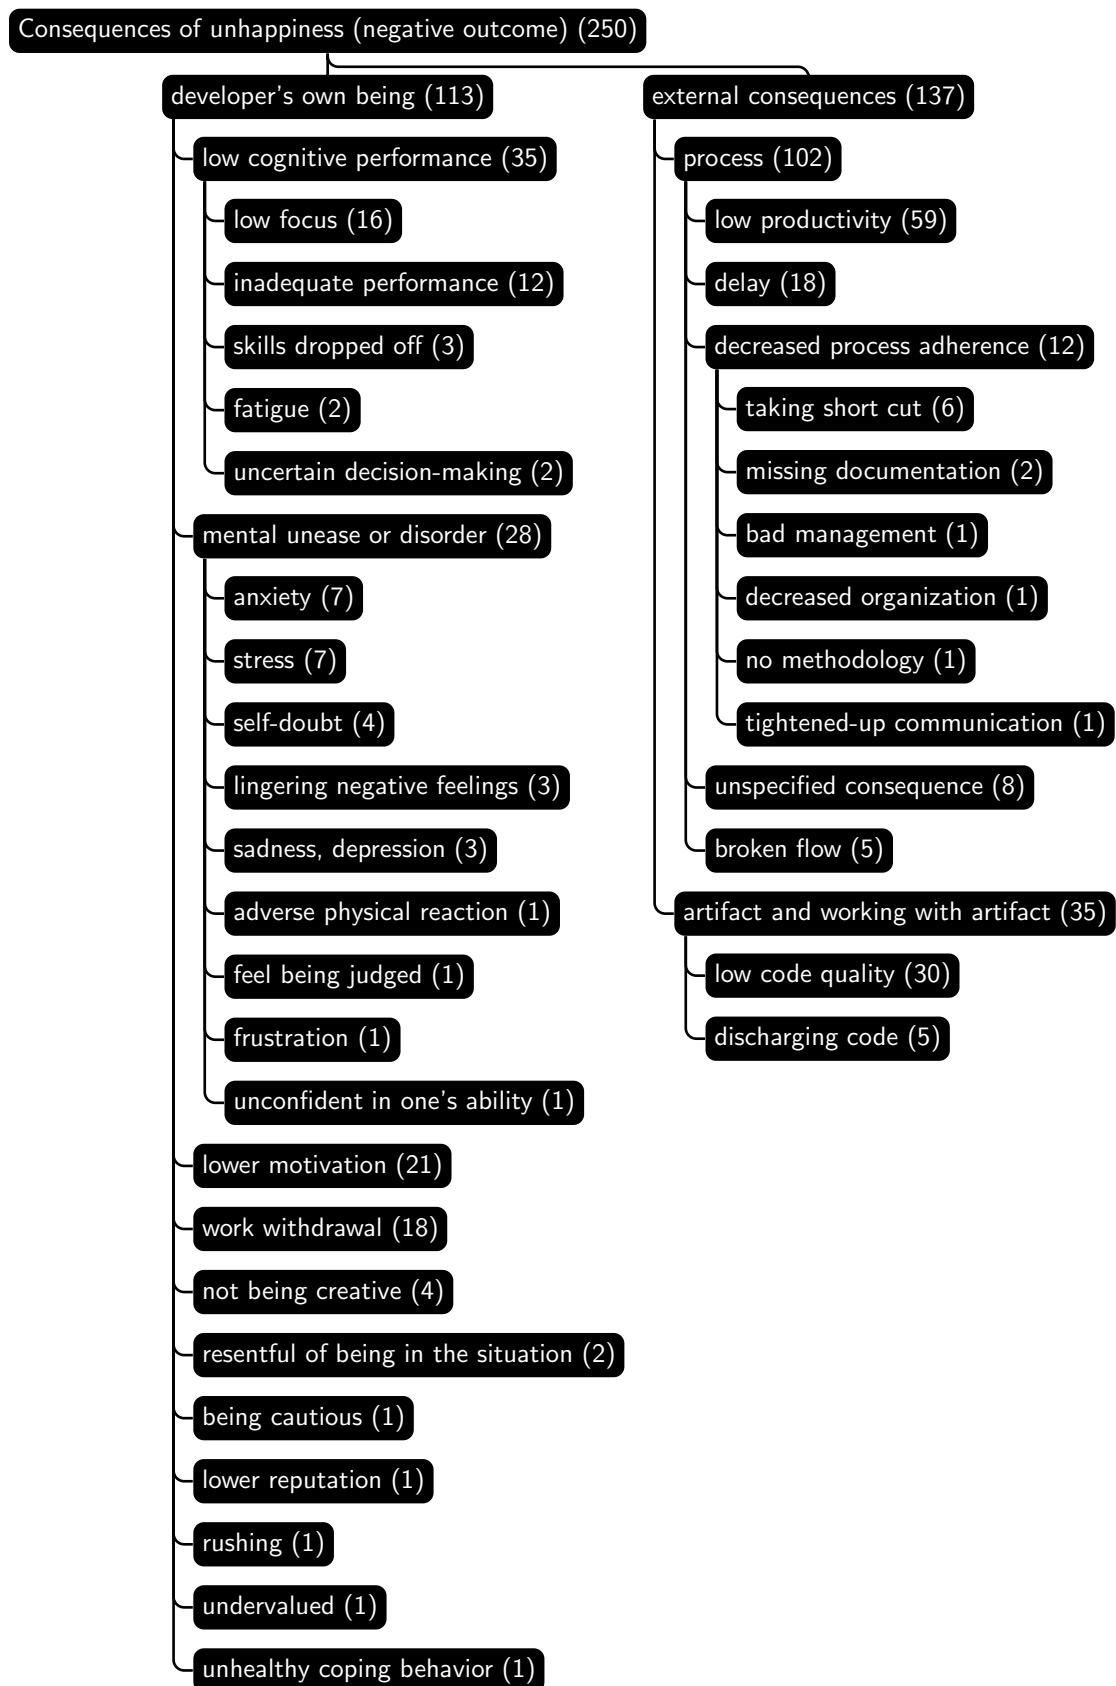 Consequences of unhappiness (negative outcome) (250)
developer's own being (113)
low cognitive performance (35)
low focus (16)
inadequate performance (12)
skills dropped off (3)
fatigue (2)
uncertain decision-making (2)
mental unease or disorder (28)
anxiety (7)
stress (7)
self-doubt (4)
lingering negative feelings (3)
sadness, depression (3)
adverse physical reaction (1)
feel being judged (1)
frustration (1)
unconfident in one's ability (1)
lower motivation (21)
work withdrawal (18)
not being creative (4)
resentful of being in the situation (2)
being cautious (1)
lower reputation (1)
rushing (1)
undervalued (1)
unhealthy coping behavior (1)
external consequences (137)
process (102)
low productivity (59)
delay (18)
decreased process adherence (12)
taking short cut (6)
missing documentation (2)
bad management (1)
decreased organization (1)
no methodology (1)
tightened-up communication (1)
unspecified consequence (8)
broken flow (5)
artifact and working with artifact (35)
low code quality (30)
discharging code (5)